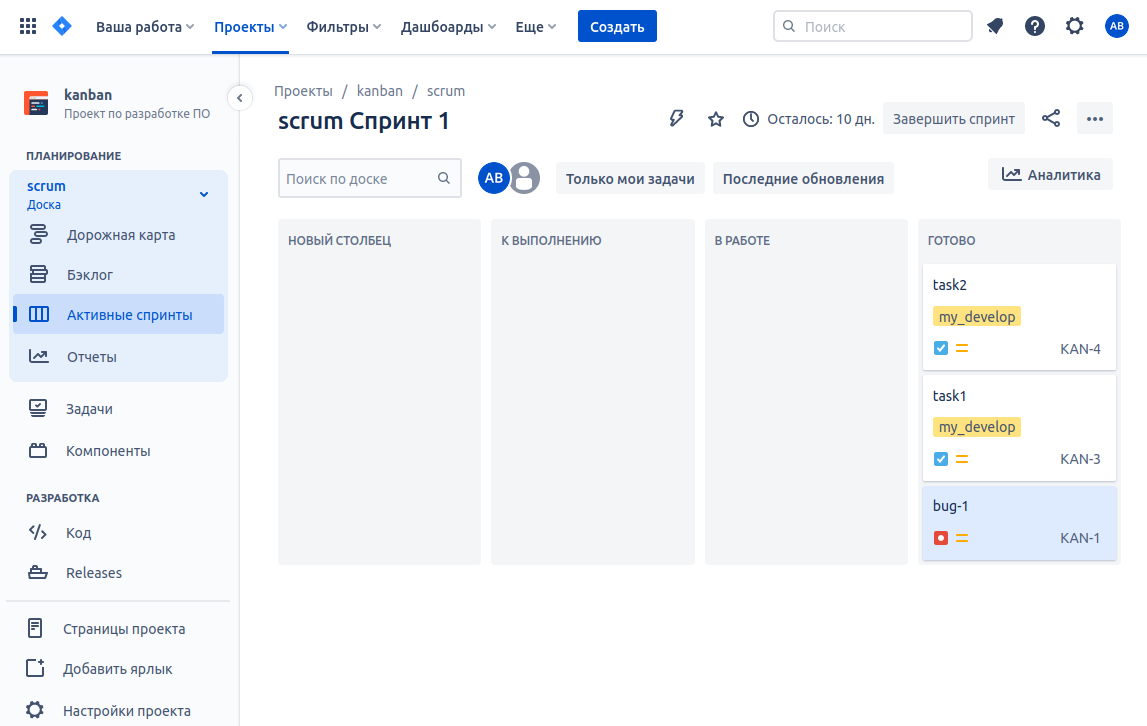 Ваша работа Проекты Фильтры Дашборды Еще Создать Поиск AB
kanban
Проект по разработке ПО
ПЛАНИРОВАНИЕ
scrum
Доска
Дорожная карта
Бэклог
Активные спринты
Отчеты
Задачи
Компоненты
РАЗРАБОТКА
Код
Releases
Страницы проекта
Добавить ярлык
Настройки проекта
Проекты / kanban / scrum
scrum Спринт 1
Осталось: 10 дн. Завершить спринт
Поиск по доске AB Только мои задачи Последние обновления Аналитика
НОВЫЙ СТОЛБЕЦ
К ВЫПОЛНЕНИЮ
В РАБОТЕ
ГОТОВО
task2
my_develop
KAN-4
task1
my_develop
KAN-3
bug-1
KAN-1